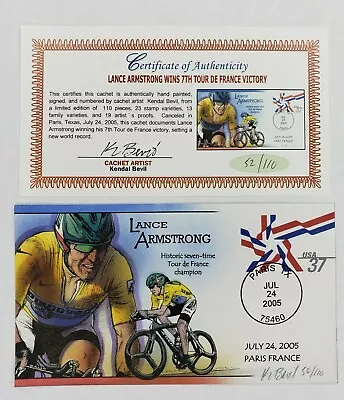 Certificate of Authenticity
LANCE ARMSTRONG WINS 7TH TOUR DE FRANCE VICTORY
This certifies this cachet is authentically hand painted,
signed, and numbered by cachet artist Kendal Bevil, from
a limited edition of 110 pieces, 23 stamp varieties, 13
family varieties, and 19 artist`s proofs. Canceled in
Paris, Texas, July 24, 2005, this cachet documents Lance
Armstrong winning his 7th Tour de France victory, setting a
new world record.
K Bevil
CACHET ARTIST
Kendal Bevil
LANCE
ARMSTRONG
52/110
LANCE
ARMSTRONG
Historic seven-time
Tour de France
champion
USA
37
PARIS TX
JUL
24
2005
75460
JULY 24, 2005
PARIS FRANCE
K Bevil 52/110